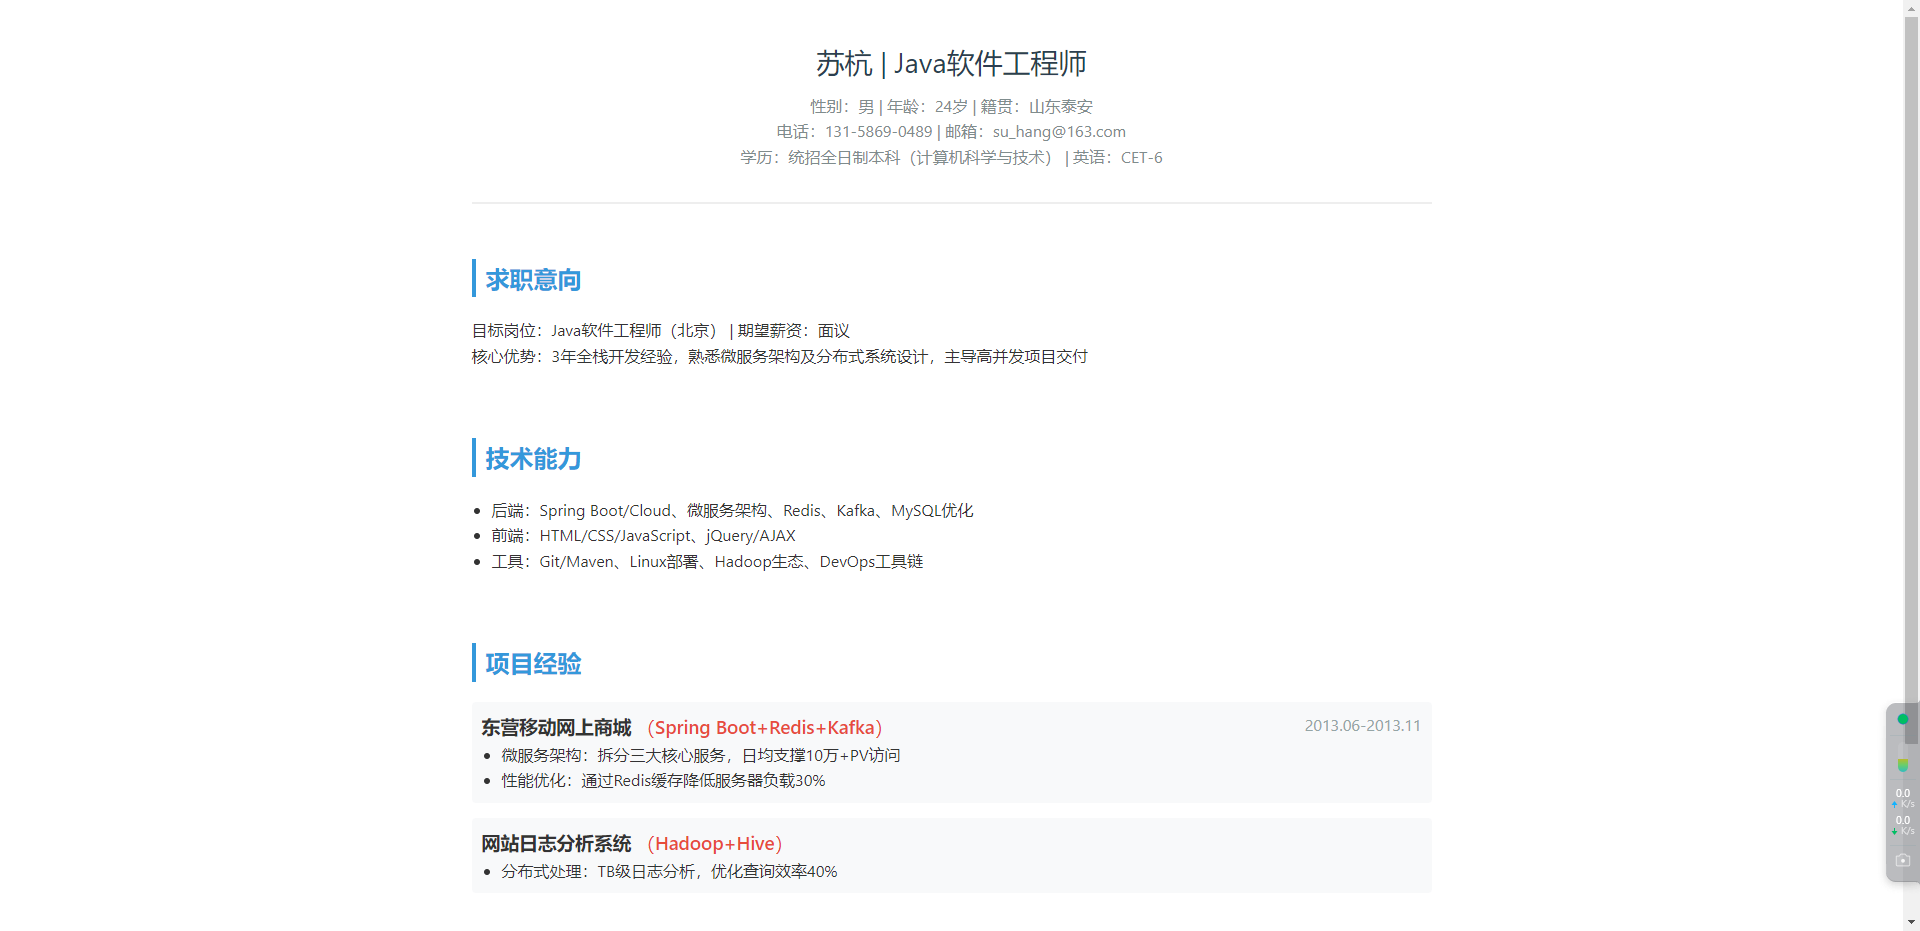 苏杭 | Java软件工程师
性别：男 | 年龄：24岁 | 籍贯：山东泰安
电话：131-5869-0489 | 邮箱：su_hang@163.com
学历：统招全日制本科（计算机科学与技术） | 英语：CET-6
求职意向
目标岗位：Java软件工程师（北京） | 期望薪资：面议
核心优势：3年全栈开发经验，熟悉微服务架构及分布式系统设计，主导高并发项目交付
技术能力
• 后端：Spring Boot/Cloud、微服务架构、Redis、Kafka、MySQL优化
• 前端：HTML/CSS/JavaScript、jQuery/AJAX
• 工具：Git/Maven、Linux部署、Hadoop生态、DevOps工具链
项目经验
东营移动网上商城 （Spring Boot+Redis+Kafka） 2013.06-2013.11
• 微服务架构：拆分三大核心服务，日均支撑10万+PV访问
• 性能优化：通过Redis缓存降低服务器负载30%
网站日志分析系统 （Hadoop+Hive）
• 分布式处理：TB级日志分析，优化查询效率40%
0.0
K/s
0.0
K/s